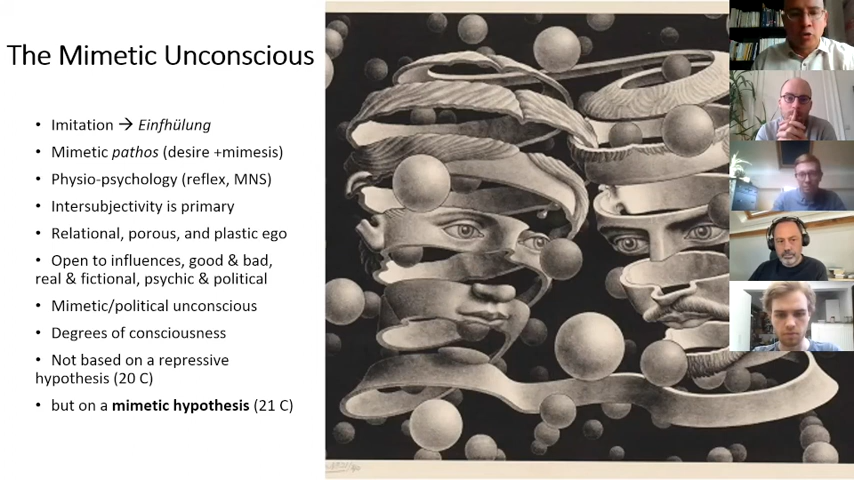 The Mimetic Unconscious
• Imitation → Einfhülung
• Mimetic pathos (desire +mimesis)
• Physio-psychology (reflex, MNS)
• Intersubjectivity is primary
• Relational, porous, and plastic ego
• Open to influences, good & bad,
real & fictional, psychic & political
• Mimetic/political unconscious
• Degrees of consciousness
• Not based on a repressive
hypothesis (20 C)
• but on a mimetic hypothesis (21 C)